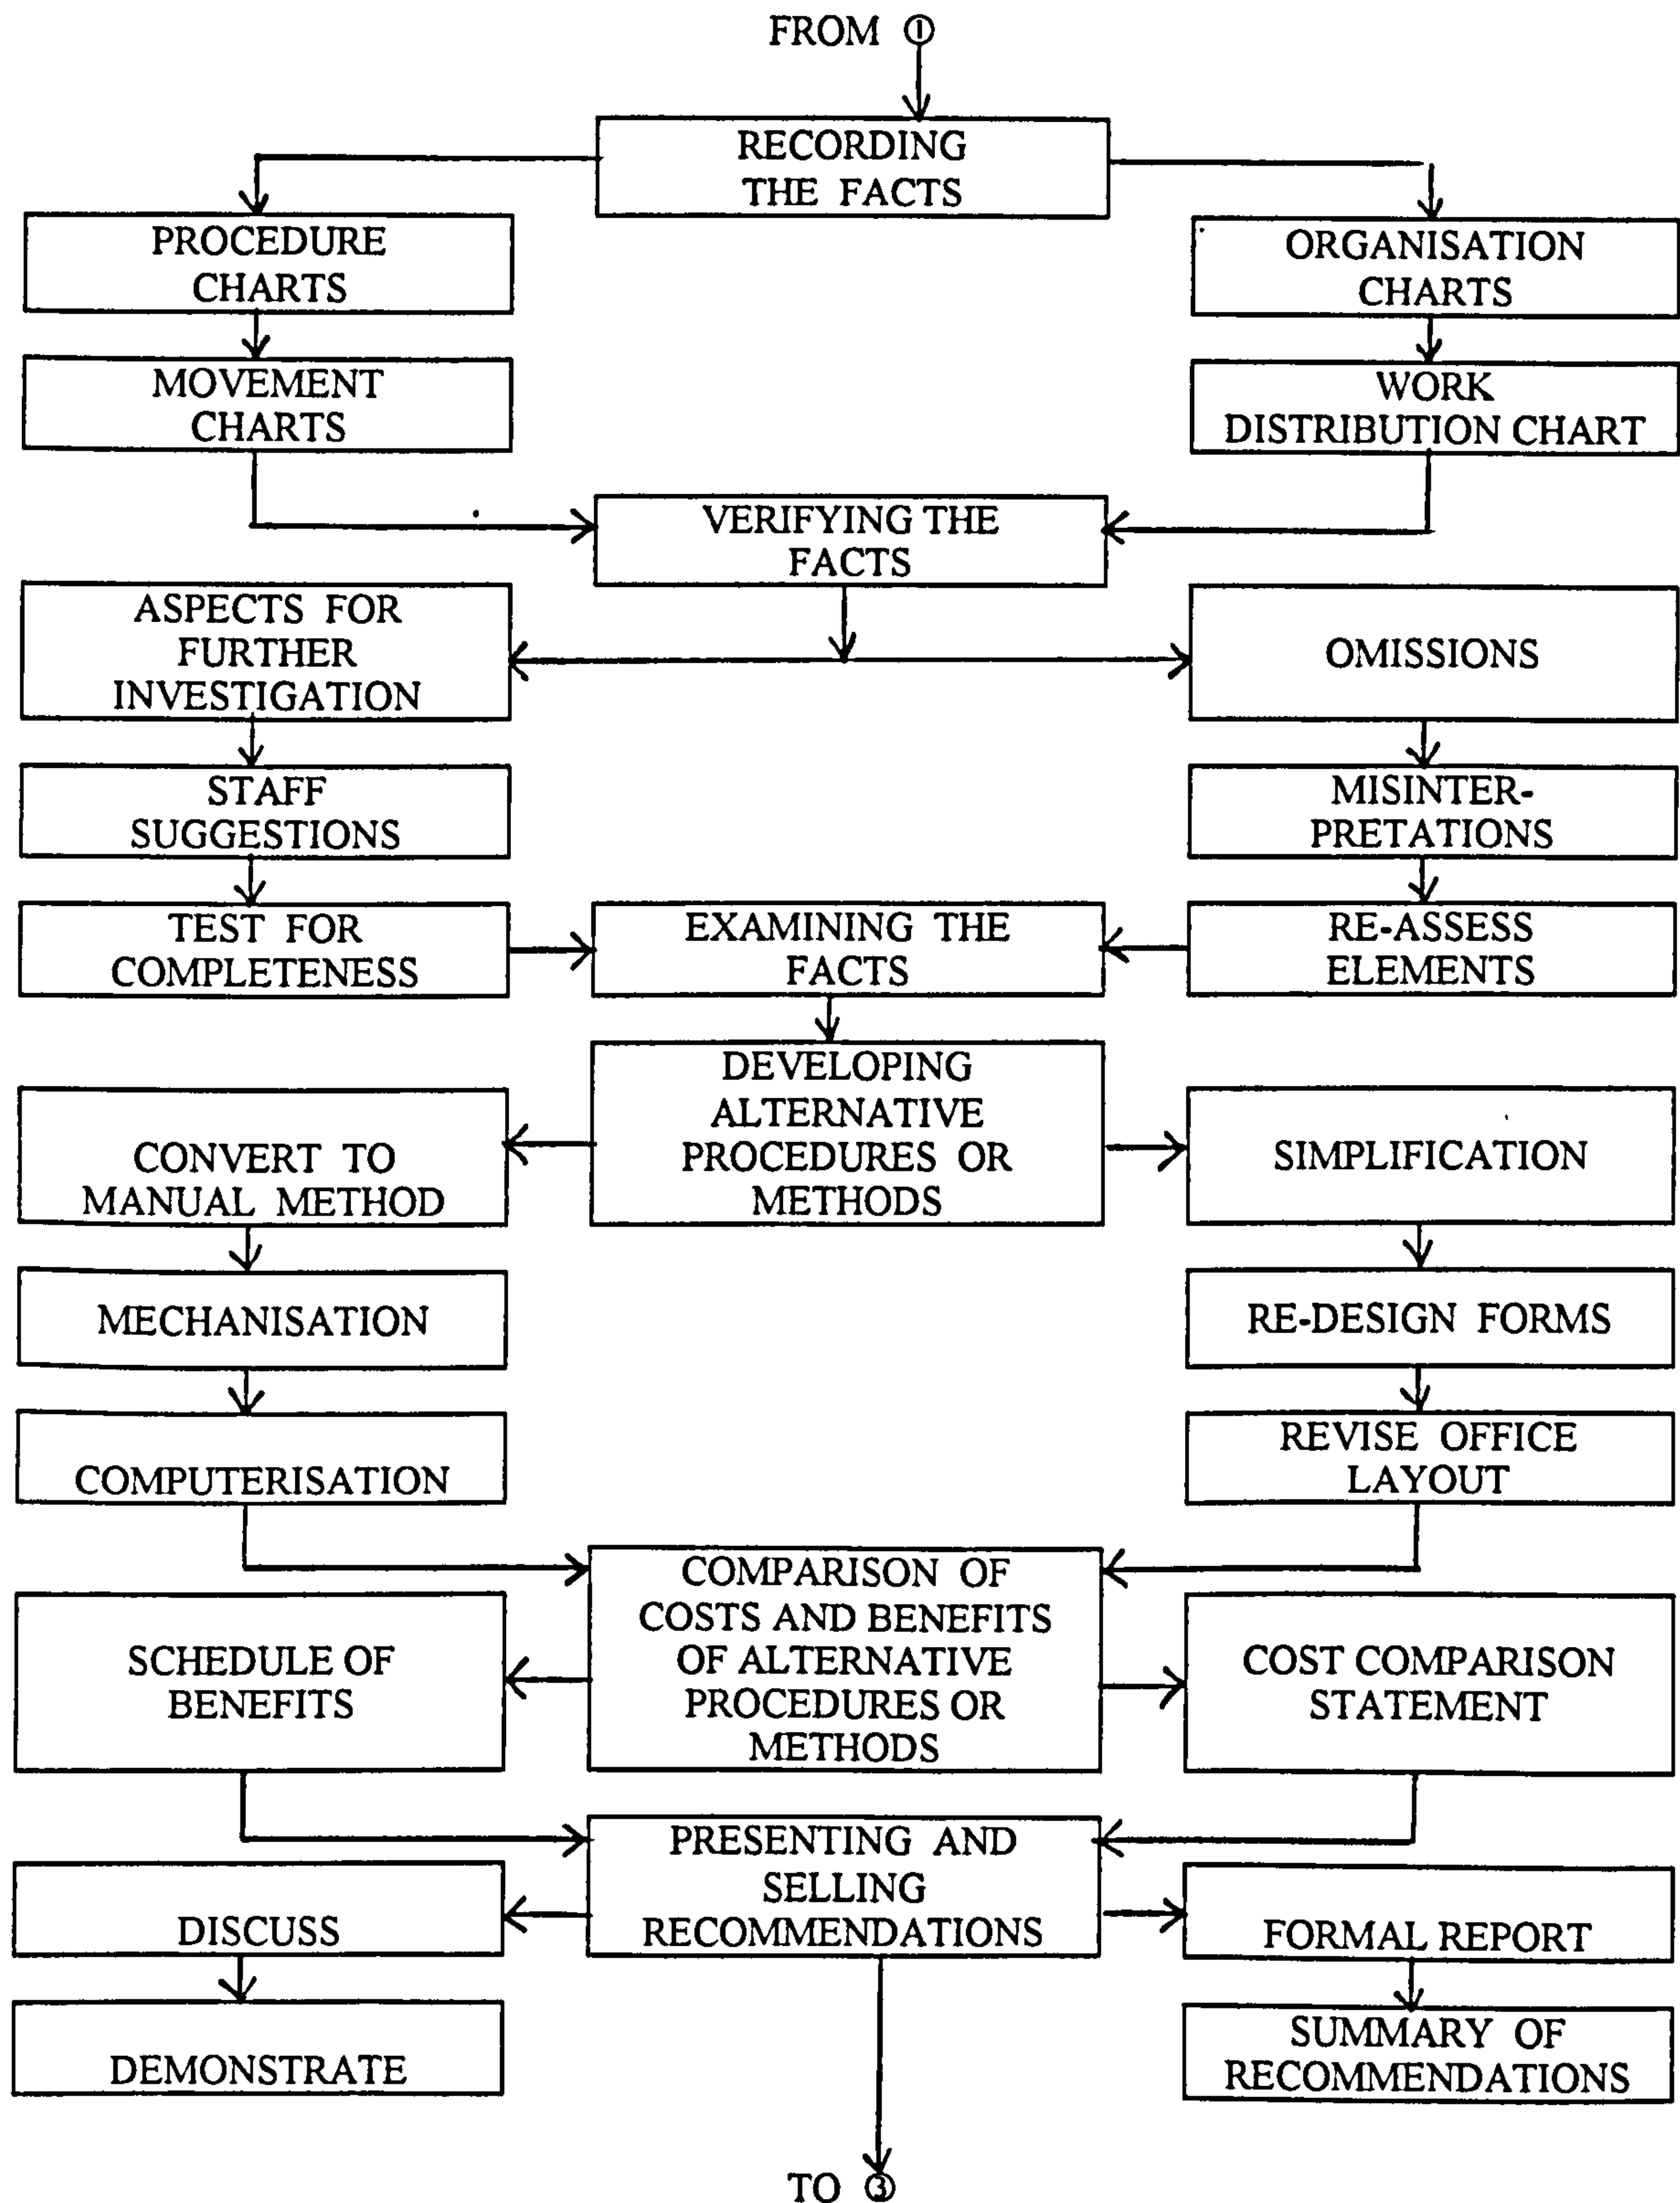 FROM ①
RECORDING
THE FACTS
PROCEDURE
CHARTS
ORGANISATION
CHARTS
MOVEMENT
CHARTS
WORK
DISTRIBUTION CHART
VERIFYING THE
FACTS
ASPECTS FOR
FURTHER
INVESTIGATION
OMISSIONS
STAFF
SUGGESTIONS
MISINTER-
PRETATIONS
TEST FOR
COMPLETENESS
EXAMINING THE
FACTS
RE-ASSESS
ELEMENTS
DEVELOPING
ALTERNATIVE
PROCEDURES OR
METHODS
CONVERT TO
MANUAL METHOD
SIMPLIFICATION
MECHANISATION
RE-DESIGN FORMS
COMPUTERISATION
REVISE OFFICE
LAYOUT
COMPARISON OF
COSTS AND BENEFITS
OF ALTERNATIVE
PROCEDURES OR
METHODS
SCHEDULE OF
BENEFITS
COST COMPARISON
STATEMENT
PRESENTING AND
SELLING
RECOMMENDATIONS
DISCUSS
FORMAL REPORT
DEMONSTRATE
SUMMARY OF
RECOMMENDATIONS
TO ③